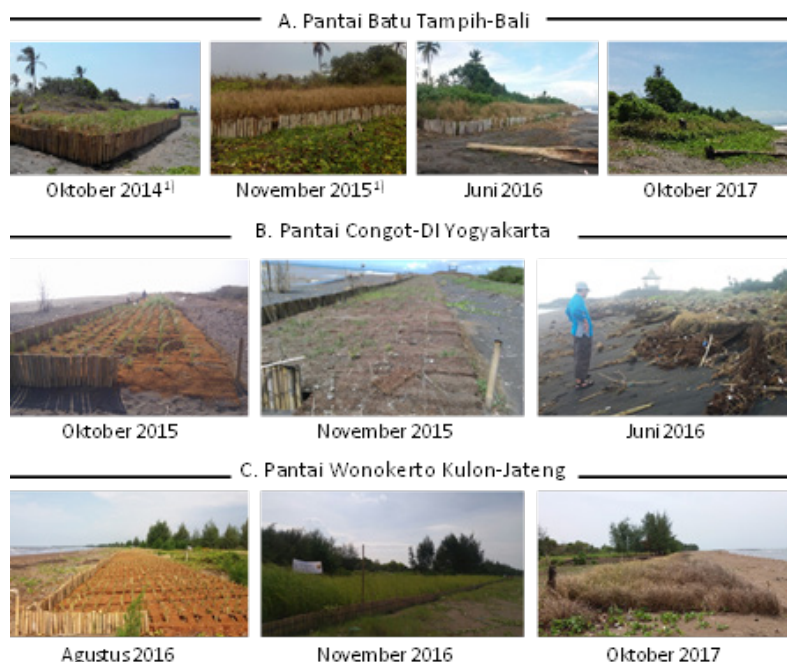 A. Pantai Batu Tampih-Bali
Oktober 2014¹⁾
November 2015¹⁾
Juni 2016
Oktober 2017
B. Pantai Congot-DI Yogyakarta
Oktober 2015
November 2015
Juni 2016
C. Pantai Wonokerto Kulon-Jateng
Agustus 2016
November 2016
Oktober 2017